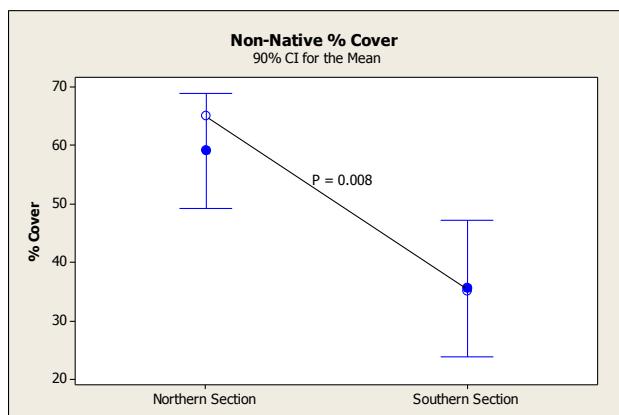 Non-Native % Cover
90% CI for the Mean
70
60
50
40
30
20
% Cover
P = 0.008
Northern Section
Southern Section